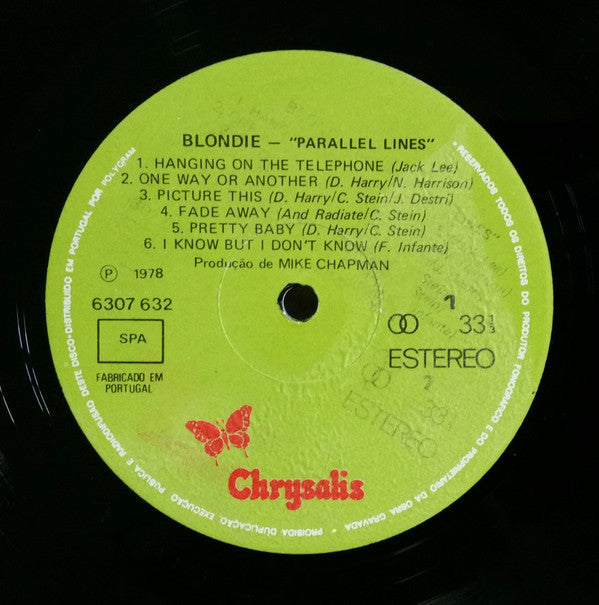 BLONDIE — "PARALLEL LINES"
1. HANGING ON THE TELEPHONE (Jack Lee)
2. ONE WAY OR ANOTHER (D. Harry/N. Harrison)
3. PICTURE THIS (D. Harry/C. Stein/J. Destri)
4. FADE AWAY (And Radiate/C. Stein)
5. PRETTY BABY (D. Harry/C. Stein)
6. I KNOW BUT I DON'T KNOW (F. Infante)
Produção de MIKE CHAPMAN
Ⓟ 1978
6307 632
SPA
FABRICADO EM
PORTUGAL
1
33⅓
ESTEREO
1
ESTEREO
Chrysalis
• RESERVADOS TODOS OS DIREITOS DO PRODUTOR FONOGRÁFICO E DO PROPRIETÁRIO DA OBRA GRAVADA • PROIBIDA DUPLICAÇÃO, EXECUÇÃO PÚBLICA E RADIODIFUSÃO DESTE DISCO • DISTRIBUIDO EM PORTUGAL POR POLYGRAM